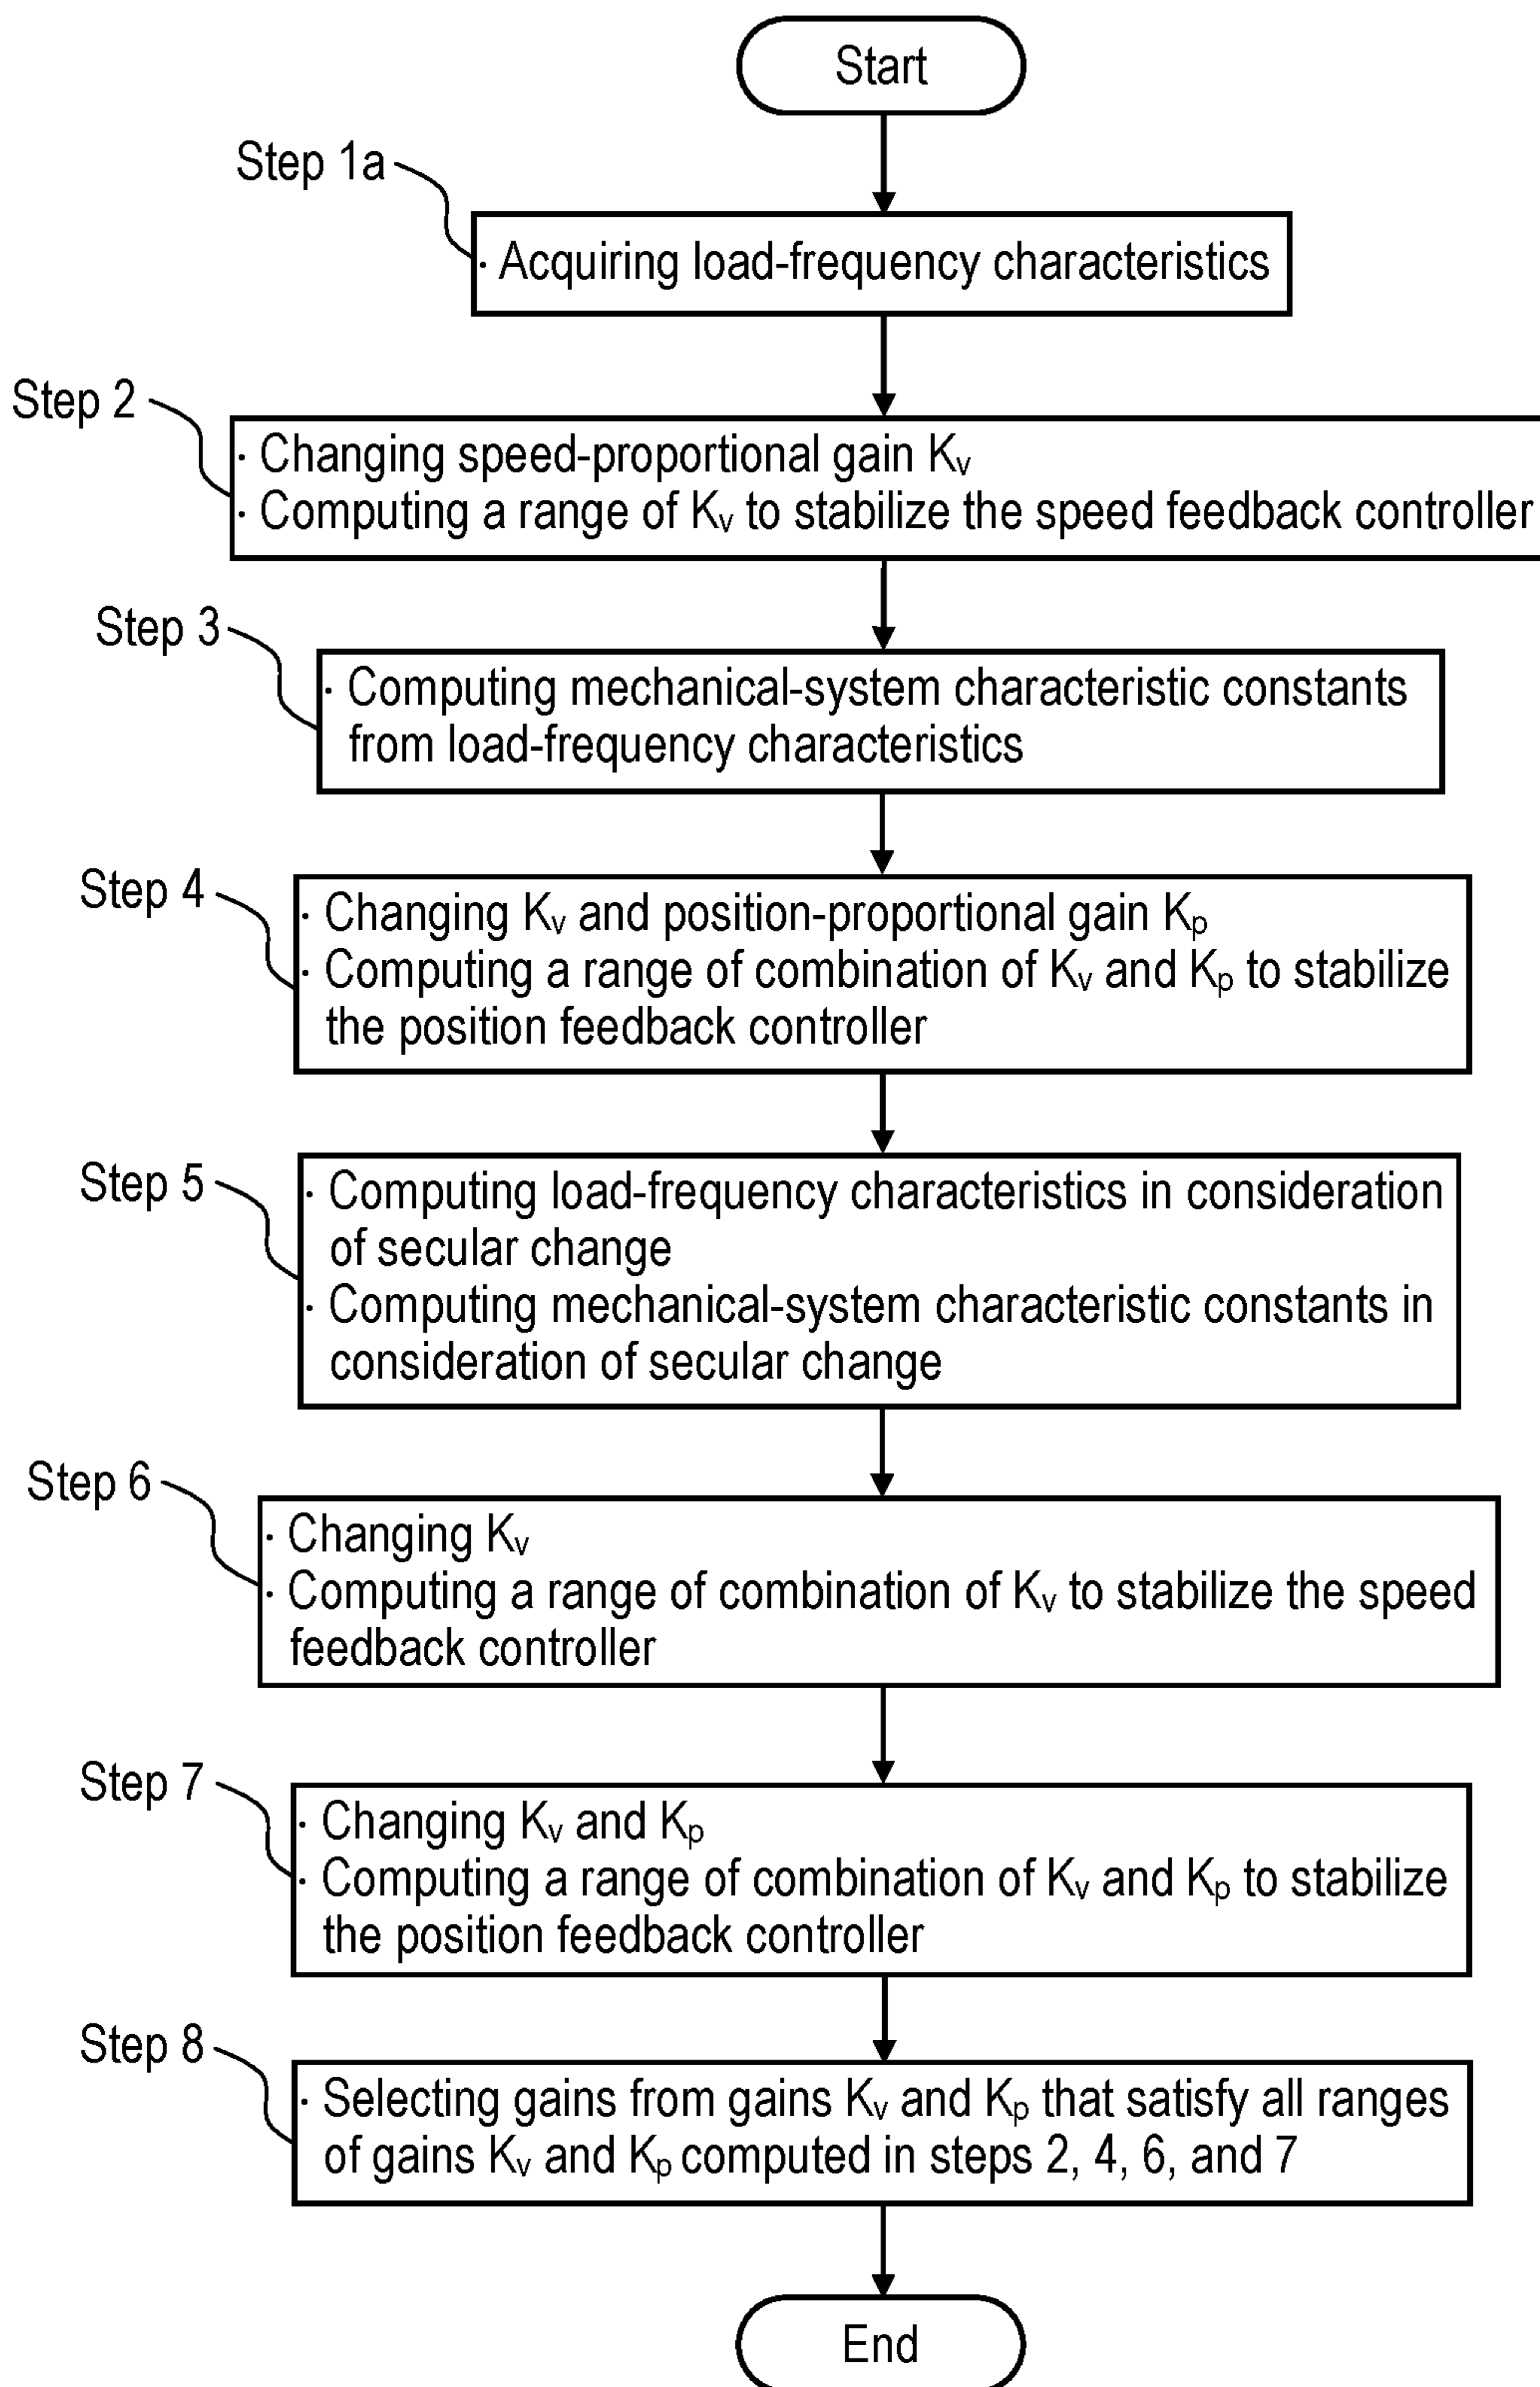 Start
Step 1a
· Acquiring load-frequency characteristics
Step 2
· Changing speed-proportional gain Kv
· Computing a range of Kv to stabilize the speed feedback controller
Step 3
· Computing mechanical-system characteristic constants
from load-frequency characteristics
Step 4
· Changing Kv and position-proportional gain Kp
· Computing a range of combination of Kv and Kp to stabilize
the position feedback controller
Step 5
· Computing load-frequency characteristics in consideration
of secular change
· Computing mechanical-system characteristic constants in
consideration of secular change
Step 6
· Changing Kv
· Computing a range of combination of Kv to stabilize the speed
feedback controller
Step 7
· Changing Kv and Kp
· Computing a range of combination of Kv and Kp to stabilize
the position feedback controller
Step 8
· Selecting gains from gains Kv and Kp that satisfy all ranges
of gains Kv and Kp computed in steps 2, 4, 6, and 7
End